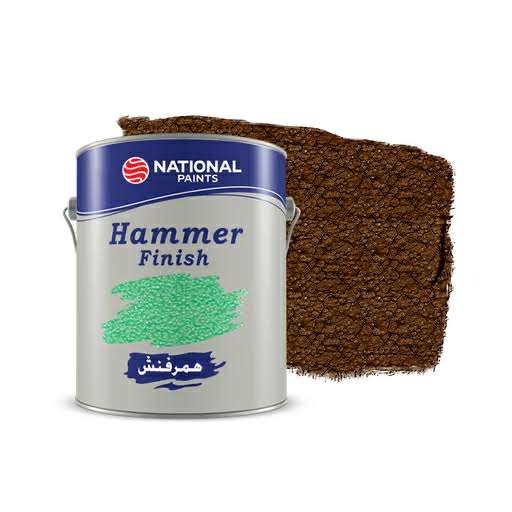 NATIONAL
PAINTS
Hammer
Finish
همرفنش